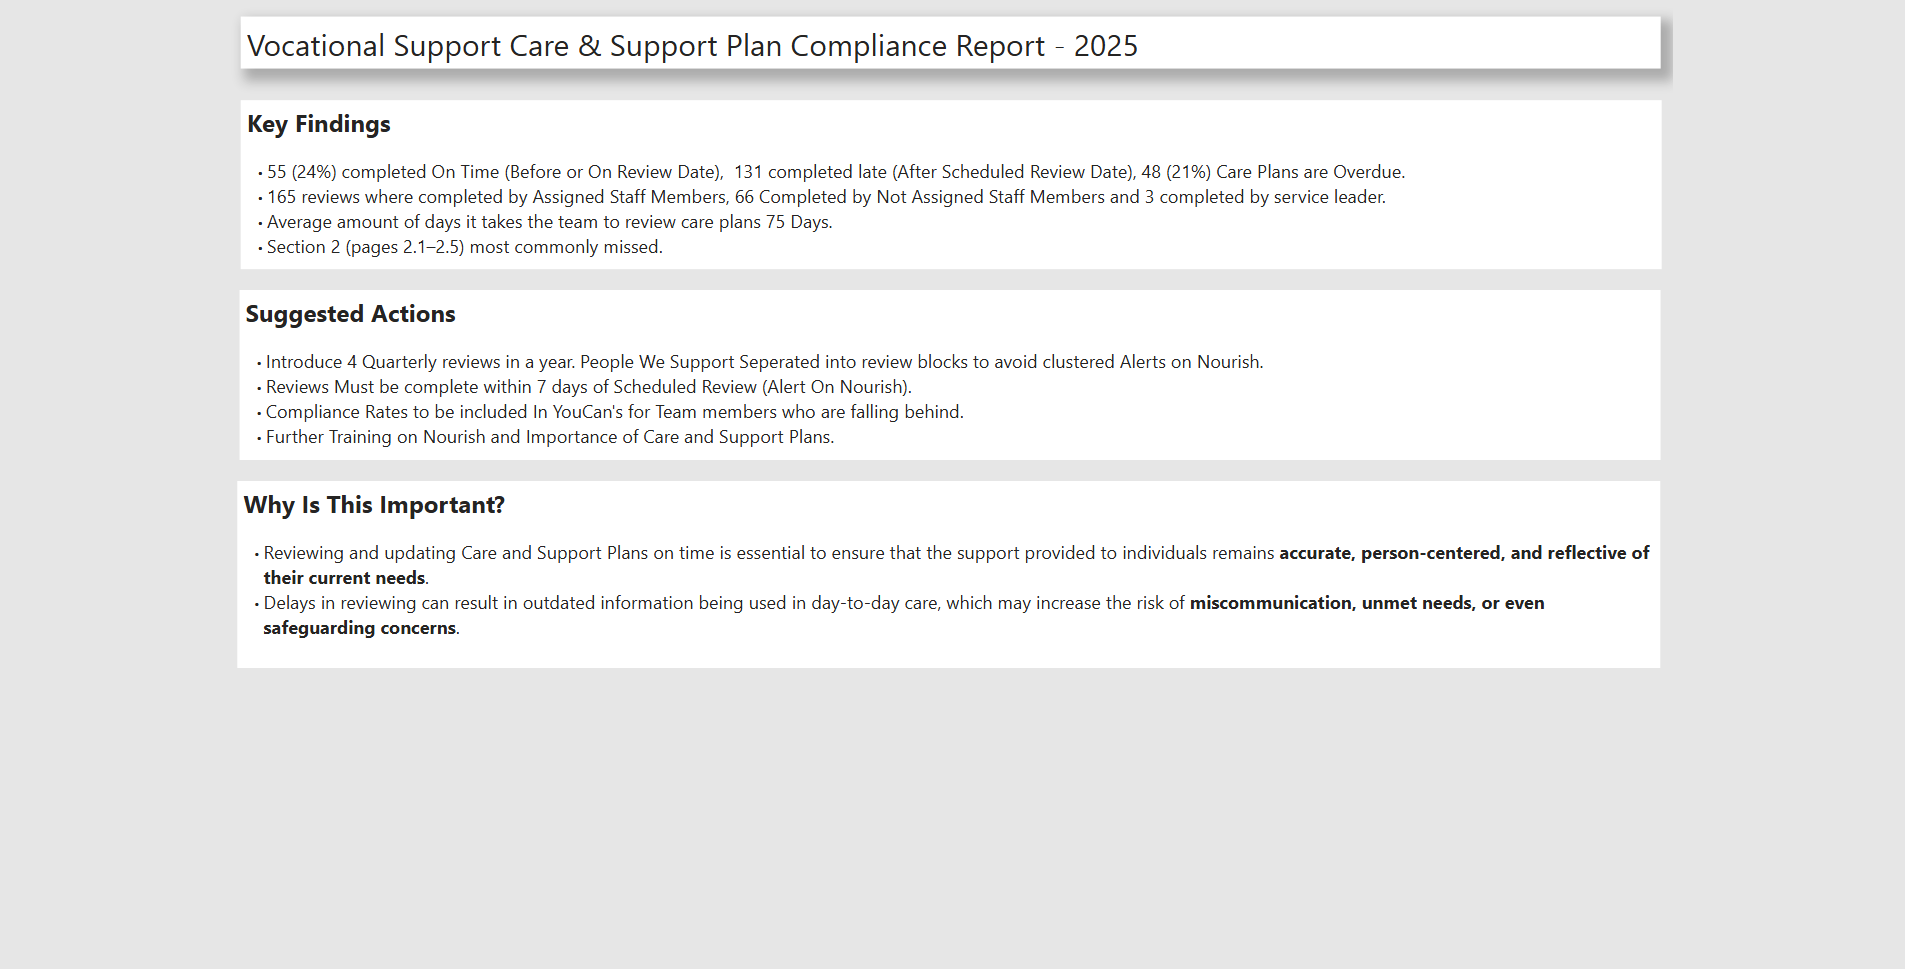 Vocational Support Care & Support Plan Compliance Report - 2025
Key Findings
• 55 (24%) completed On Time (Before or On Review Date),  131 completed late (After Scheduled Review Date), 48 (21%) Care Plans are Overdue.
• 165 reviews where completed by Assigned Staff Members, 66 Completed by Not Assigned Staff Members and 3 completed by service leader.
• Average amount of days it takes the team to review care plans 75 Days.
• Section 2 (pages 2.1–2.5) most commonly missed.
Suggested Actions
• Introduce 4 Quarterly reviews in a year. People We Support Seperated into review blocks to avoid clustered Alerts on Nourish.
• Reviews Must be complete within 7 days of Scheduled Review (Alert On Nourish).
• Compliance Rates to be included In YouCan's for Team members who are falling behind.
• Further Training on Nourish and Importance of Care and Support Plans.
Why Is This Important?
• Reviewing and updating Care and Support Plans on time is essential to ensure that the support provided to individuals remains accurate, person-centered, and reflective of
their current needs.
• Delays in reviewing can result in outdated information being used in day-to-day care, which may increase the risk of miscommunication, unmet needs, or even
safeguarding concerns.